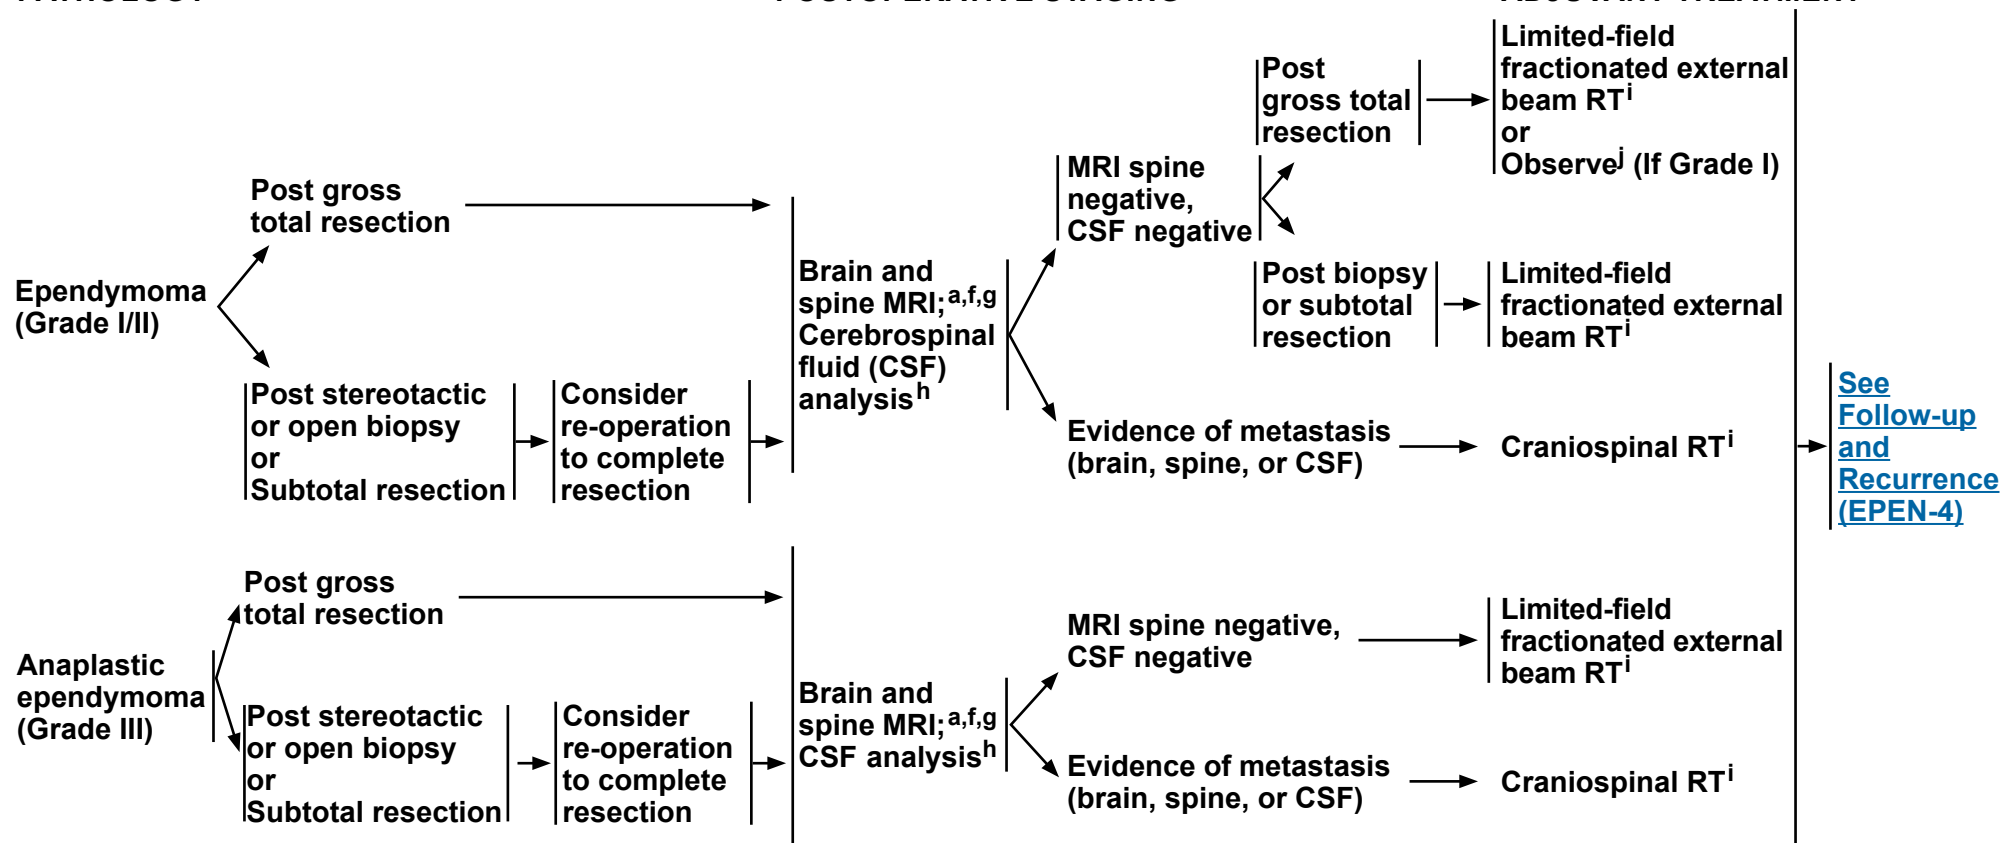 PATHOLOGY
POSTOPERATIVE STAGING
ADJUVANT TREATMENT
Ependymoma
(Grade I/II)
Post gross
total resection
Post stereotactic
or open biopsy
or
Subtotal resection
Consider
re-operation
to complete
resection
Brain and
spine MRI;a,f,g
Cerebrospinal
fluid (CSF)
analysish
MRI spine
negative,
CSF negative
Post
gross total
resection
Limited-field
fractionated external
beam RTi
or
Observej (If Grade I)
Post biopsy
or subtotal
resection
Limited-field
fractionated external
beam RTi
Evidence of metastasis
(brain, spine, or CSF)
Craniospinal RTi
See
Follow-up
and
Recurrence
(EPEN-4)
Anaplastic
ependymoma
(Grade III)
Post gross
total resection
Post stereotactic
or open biopsy
or
Subtotal resection
Consider
re-operation
to complete
resection
Brain and
spine MRI;a,f,g
CSF analysish
MRI spine negative,
CSF negative
Limited-field
fractionated external
beam RTi
Evidence of metastasis
(brain, spine, or CSF)
Craniospinal RTi